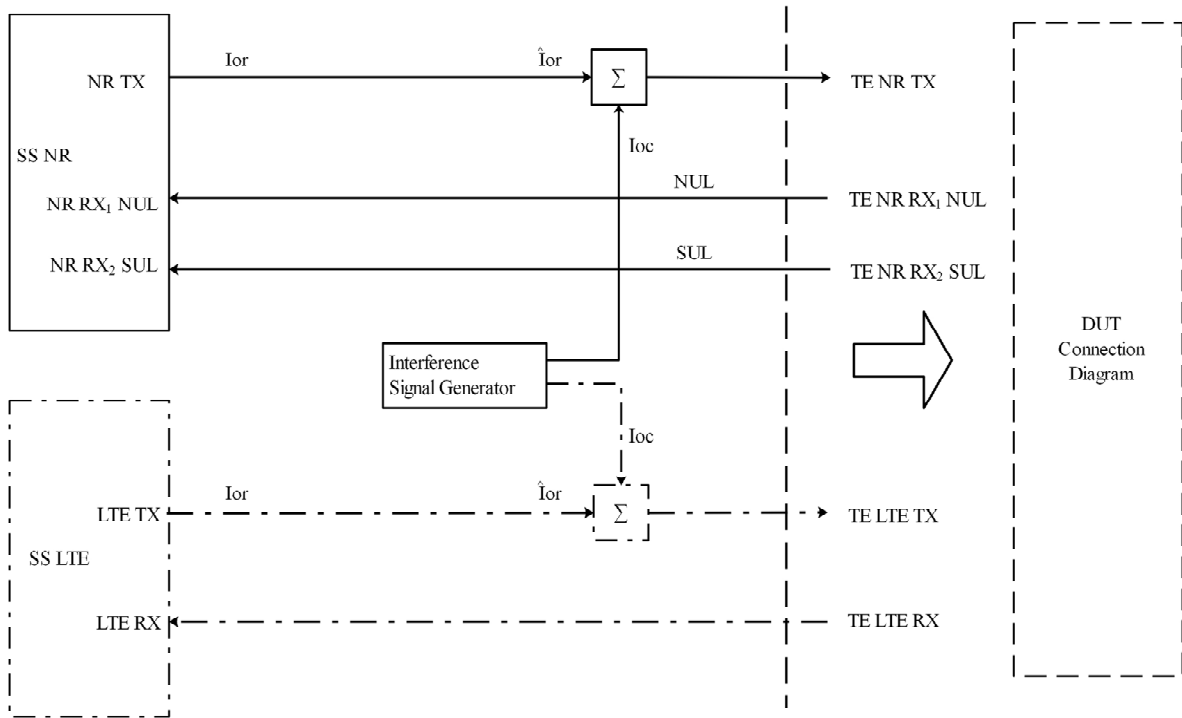 NR TX
Ior
Îor
∑
TE NR TX
Ioc
SS NR
NUL
NR RX₁ NUL
TE NR RX₁ NUL
SUL
NR RX₂ SUL
TE NR RX₂ SUL
Interference
Signal Generator
DUT
Connection
Diagram
Ioc
Ior
Îor
LTE TX
∑
TE LTE TX
SS LTE
LTE RX
TE LTE RX